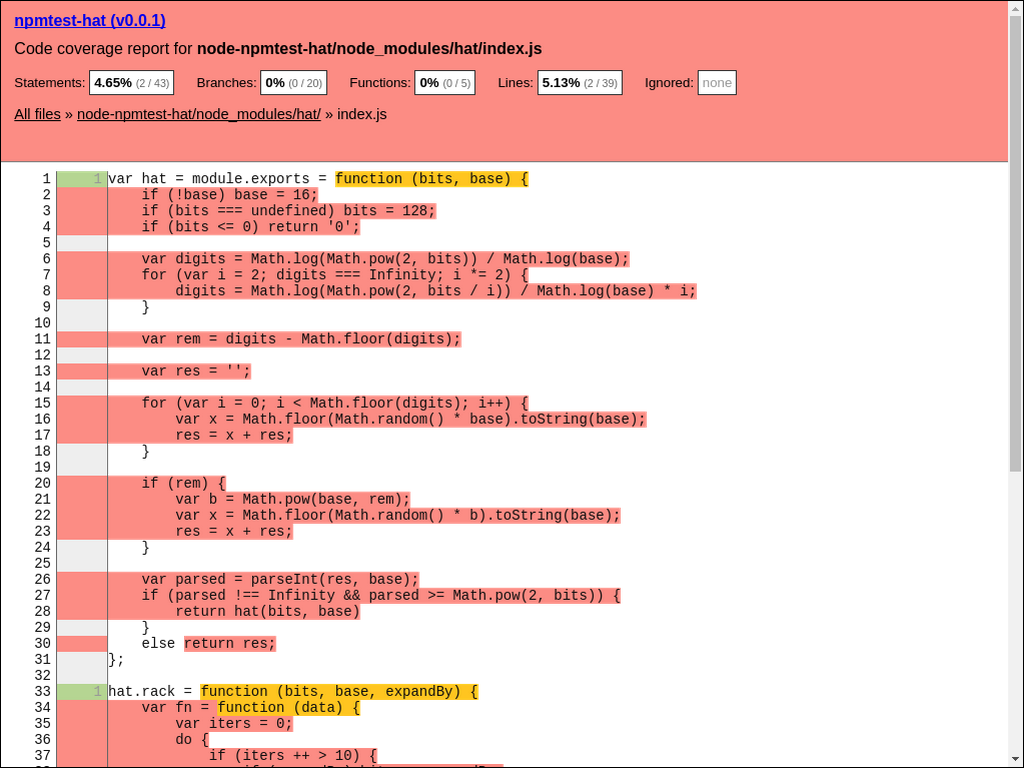 npmtest-hat (v0.0.1)
Code coverage report for node-npmtest-hat/node_modules/hat/index.js
Statements: 4.65% (2 / 43) Branches: 0% (0 / 20) Functions: 0% (0 / 5) Lines: 5.13% (2 / 39) Ignored: none
All files » node-npmtest-hat/node_modules/hat/ » index.js
1 1 var hat = module.exports = function (bits, base) {
2     if (!base) base = 16;
3     if (bits === undefined) bits = 128;
4     if (bits <= 0) return '0';
5
6     var digits = Math.log(Math.pow(2, bits)) / Math.log(base);
7     for (var i = 2; digits === Infinity; i *= 2) {
8         digits = Math.log(Math.pow(2, bits / i)) / Math.log(base) * i;
9     }
10
11     var rem = digits - Math.floor(digits);
12
13     var res = '';
14
15     for (var i = 0; i < Math.floor(digits); i++) {
16         var x = Math.floor(Math.random() * base).toString(base);
17         res = x + res;
18     }
19
20     if (rem) {
21         var b = Math.pow(base, rem);
22         var x = Math.floor(Math.random() * b).toString(base);
23         res = x + res;
24     }
25
26     var parsed = parseInt(res, base);
27     if (parsed !== Infinity && parsed >= Math.pow(2, bits)) {
28         return hat(bits, base)
29     }
30     else return res;
31 };
32
33 1 hat.rack = function (bits, base, expandBy) {
34     var fn = function (data) {
35         var iters = 0;
36         do {
37             if (iters ++ > 10) {